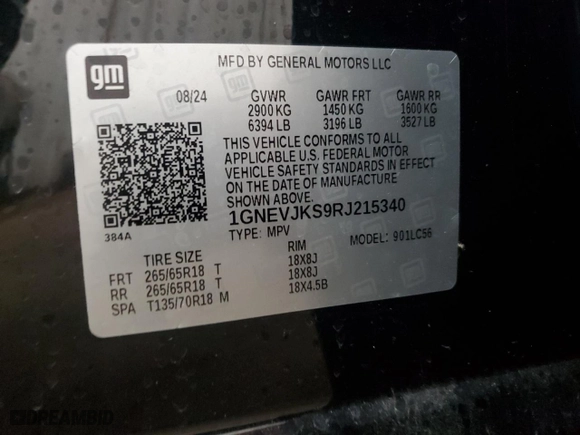 gm
MFD BY GENERAL MOTORS LLC
08/24 GVWR GAWR FRT GAWR RR
2900 KG 1450 KG 1600 KG
6394 LB 3196 LB 3527 LB
THIS VEHICLE CONFORMS TO ALL
APPLICABLE U.S. FEDERAL MOTOR
VEHICLE SAFETY STANDARDS IN EFFECT
ON THE DATE OF MANUFACTURE
SHOWN ABOVE.
384A 1GNEVJKS9RJ215340
TYPE: MPV MODEL: 901LC56
TIRE SIZE RIM
FRT 265/65R18 T 18X8J
RR 265/65R18 T 18X8J
SPA T135/70R18 M 18X4.5B
DREAMBID